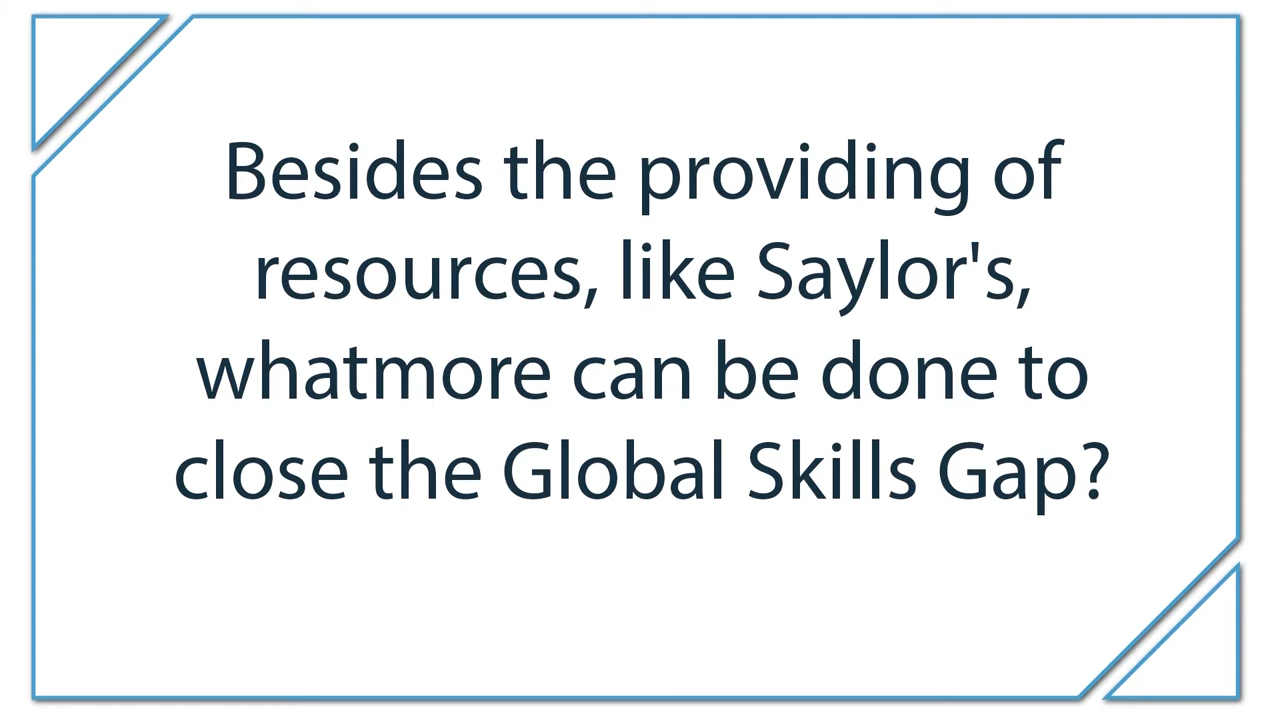 Besides the providing of
resources, like Saylor's,
whatmore can be done to
close the Global Skills Gap?